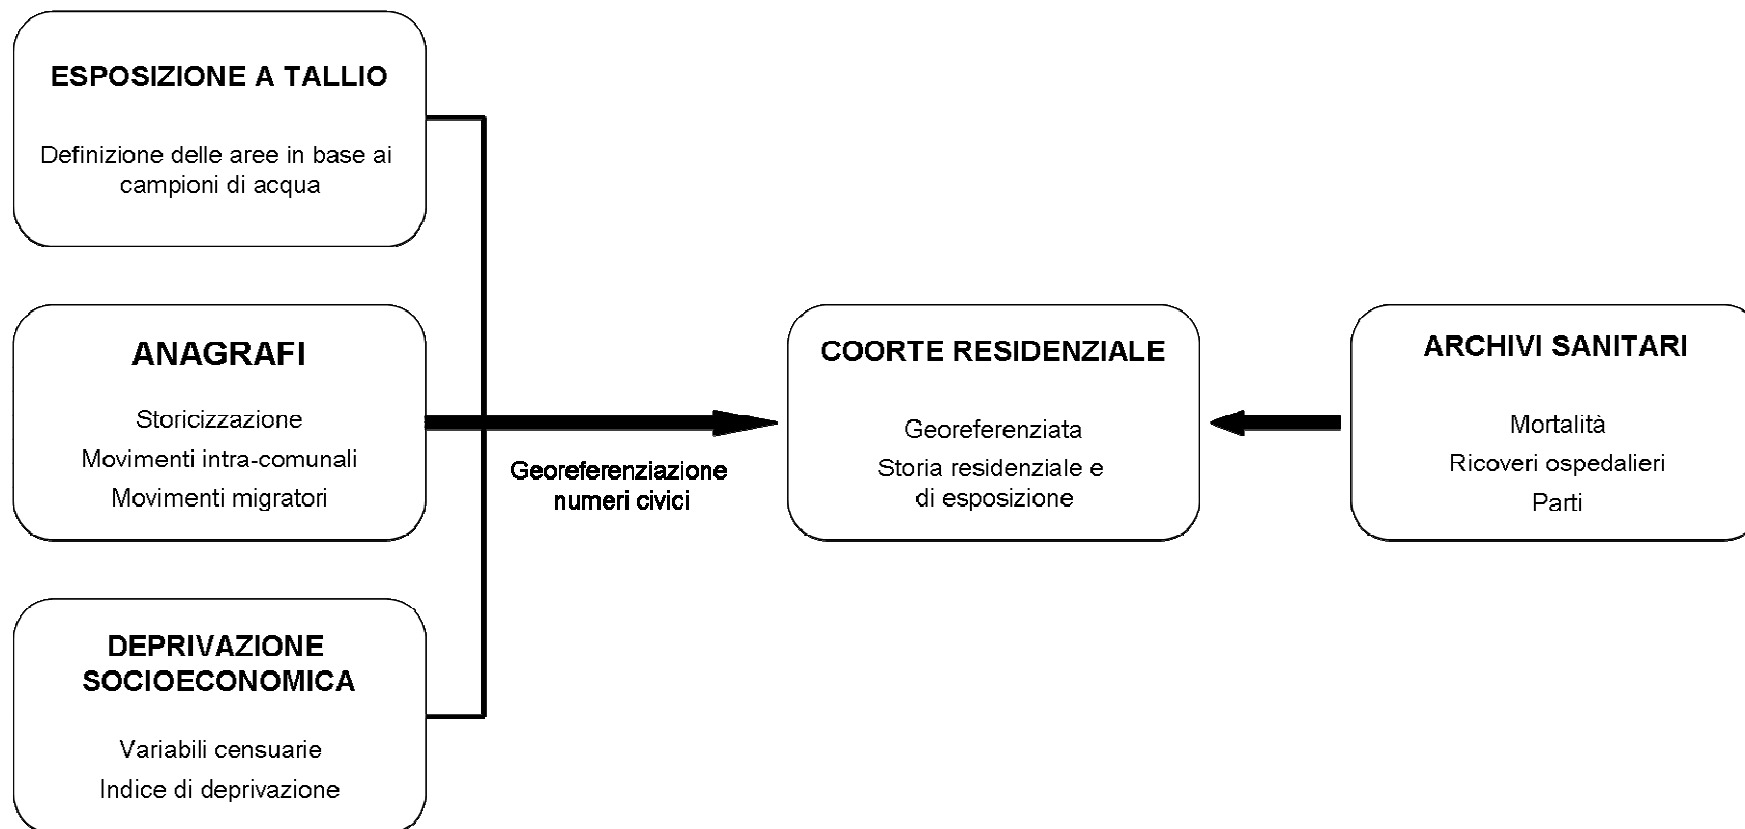 ESPOSIZIONE A TALLIO
Definizione delle aree in base ai
campioni di acqua
ANAGRAFI
Storicizzazione
Movimenti intra-comunali
Movimenti migratori
DEPRIVAZIONE
SOCIOECONOMICA
Variabili censuarie
Indice di deprivazione
Georeferenziazione
numeri civici
COORTE RESIDENZIALE
Georeferenziata
Storia residenziale e
di esposizione
ARCHIVI SANITARI
Mortalità
Ricoveri ospedalieri
Parti